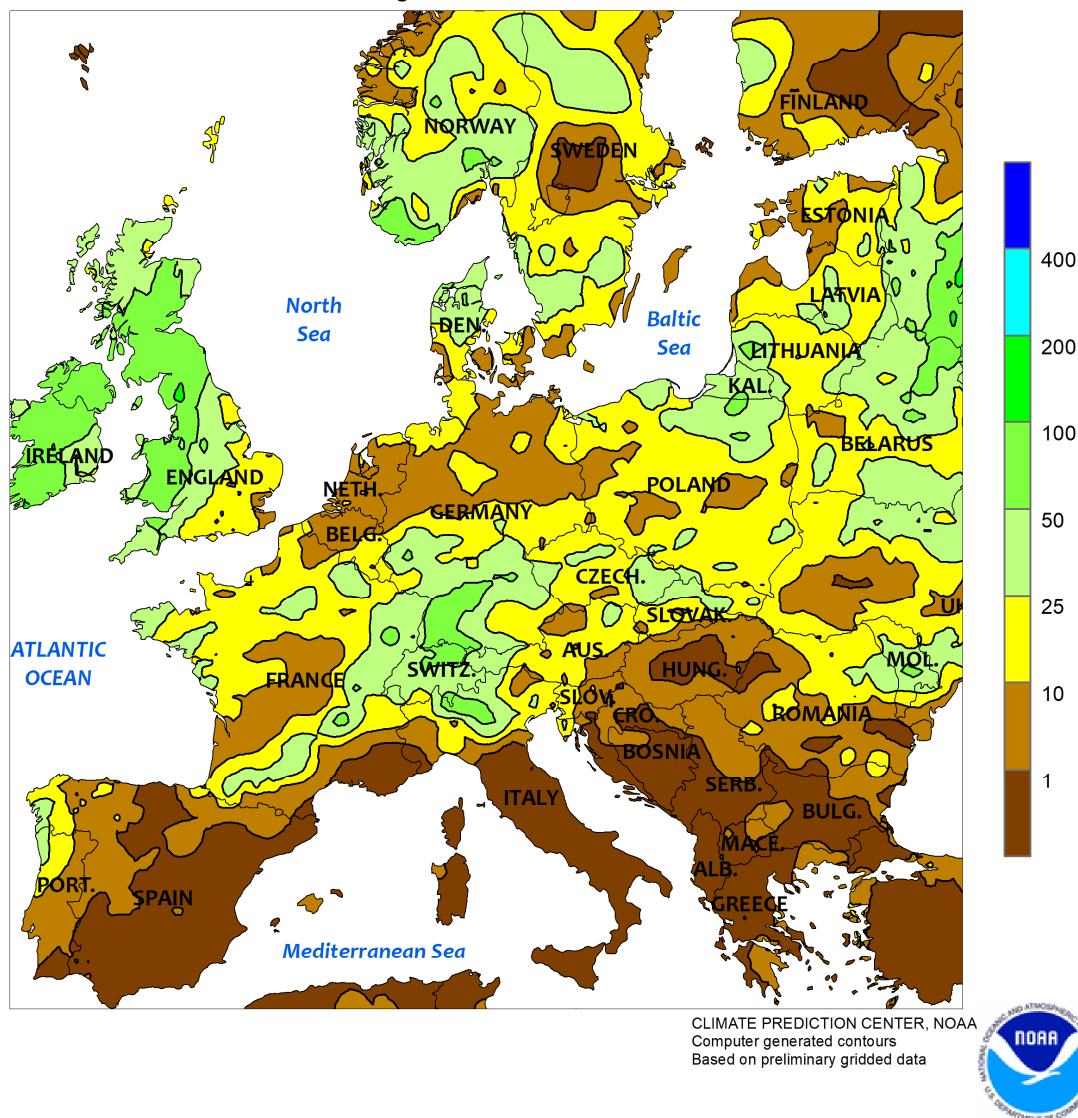 FINLAND
NORWAY
SWEDEN
ESTONIA
North
Sea
LATVIA
DEN.
Baltic
Sea
LITHUANIA
KAL.
IRELAND
BELARUS
ENGLAND
NETH.
POLAND
GERMANY
BELG.
CZECH.
SLOVAK.
UK
ATLANTIC
OCEAN
AUS.
MOL.
SWITZ.
HUNG.
FRANCE
SLOV.
CRO.
ROMANIA
BOSNIA
SERB.
ITALY
BULG.
MACE.
ALB.
PORT.
SPAIN
GREECE
Mediterranean Sea
400
200
100
50
25
10
1
CLIMATE PREDICTION CENTER, NOAA
Computer generated contours
Based on preliminary gridded data
NOAA